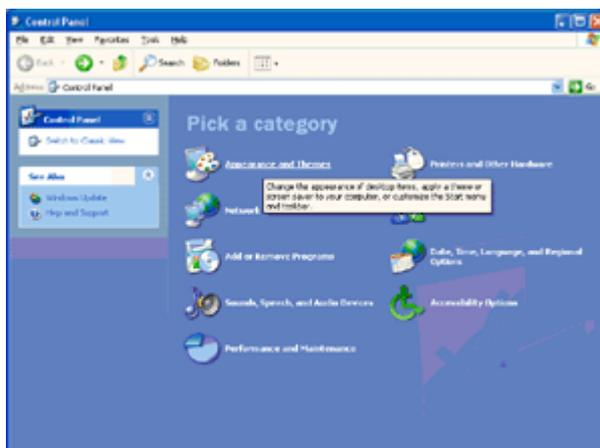 Control Panel
File Edit View Favorites Tools Help
Back Search Folders
Address Control Panel Go
Control Panel
Switch to Classic View
See Also
Windows Update
Help and Support
Pick a category
Appearance and Themes
Printers and Other Hardware
Change the appearance of desktop items, apply a theme or
screen saver to your computer, or customize the Start menu
and taskbar.
Network
Add or Remove Programs
Date, Time, Language, and Regional
Options
Sounds, Speech, and Audio Devices
Accessibility Options
Performance and Maintenance